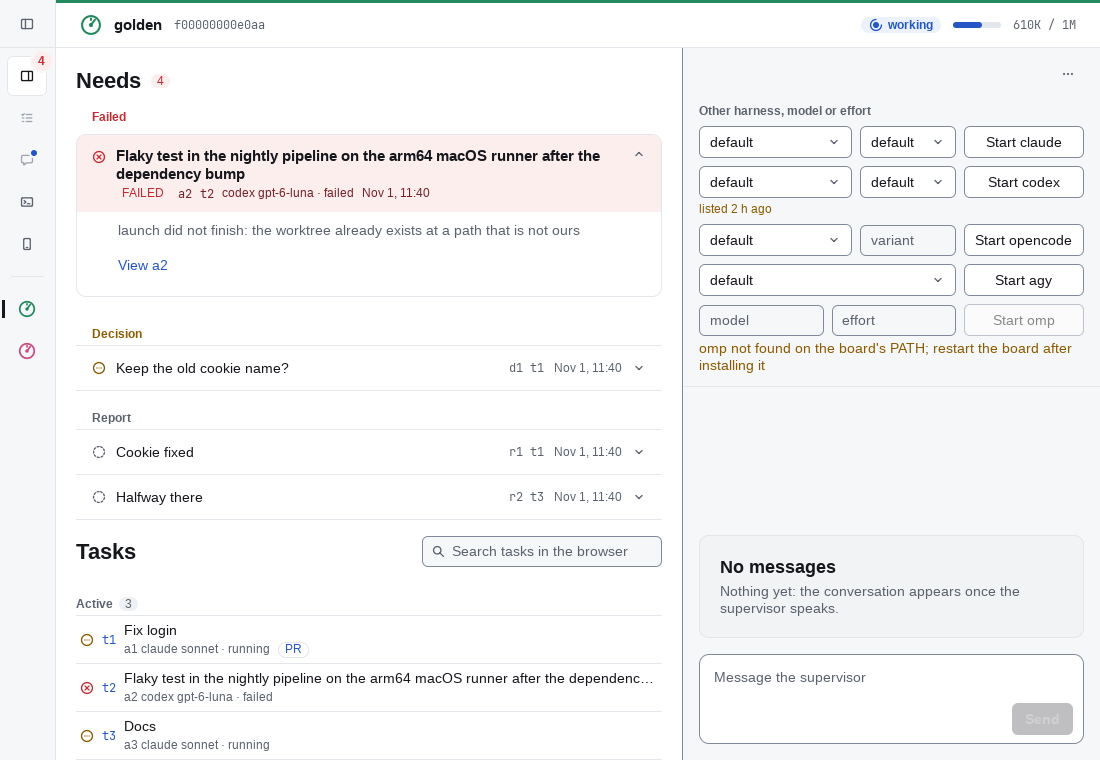 4
golden f00000000e0aa
working 610K / 1M
Needs 4
Failed
Flaky test in the nightly pipeline on the arm64 macOS runner after the
dependency bump
FAILED a2 t2 codex gpt-6-luna · failed Nov 1, 11:40
launch did not finish: the worktree already exists at a path that is not ours
View a2
Decision
Keep the old cookie name? d1 t1 Nov 1, 11:40
Report
Cookie fixed r1 t1 Nov 1, 11:40
Halfway there r2 t3 Nov 1, 11:40
Tasks
Search tasks in the browser
Active 3
t1 Fix login
a1 claude sonnet · running PR
t2 Flaky test in the nightly pipeline on the arm64 macOS runner after the dependenc…
a2 codex gpt-6-luna · failed
t3 Docs
a3 claude sonnet · running
Other harness, model or effort
default default Start claude
default default Start codex
listed 2 h ago
default variant Start opencode
default Start agy
model effort Start omp
omp not found on the board's PATH; restart the board after
installing it
No messages
Nothing yet: the conversation appears once the
supervisor speaks.
Message the supervisor
Send